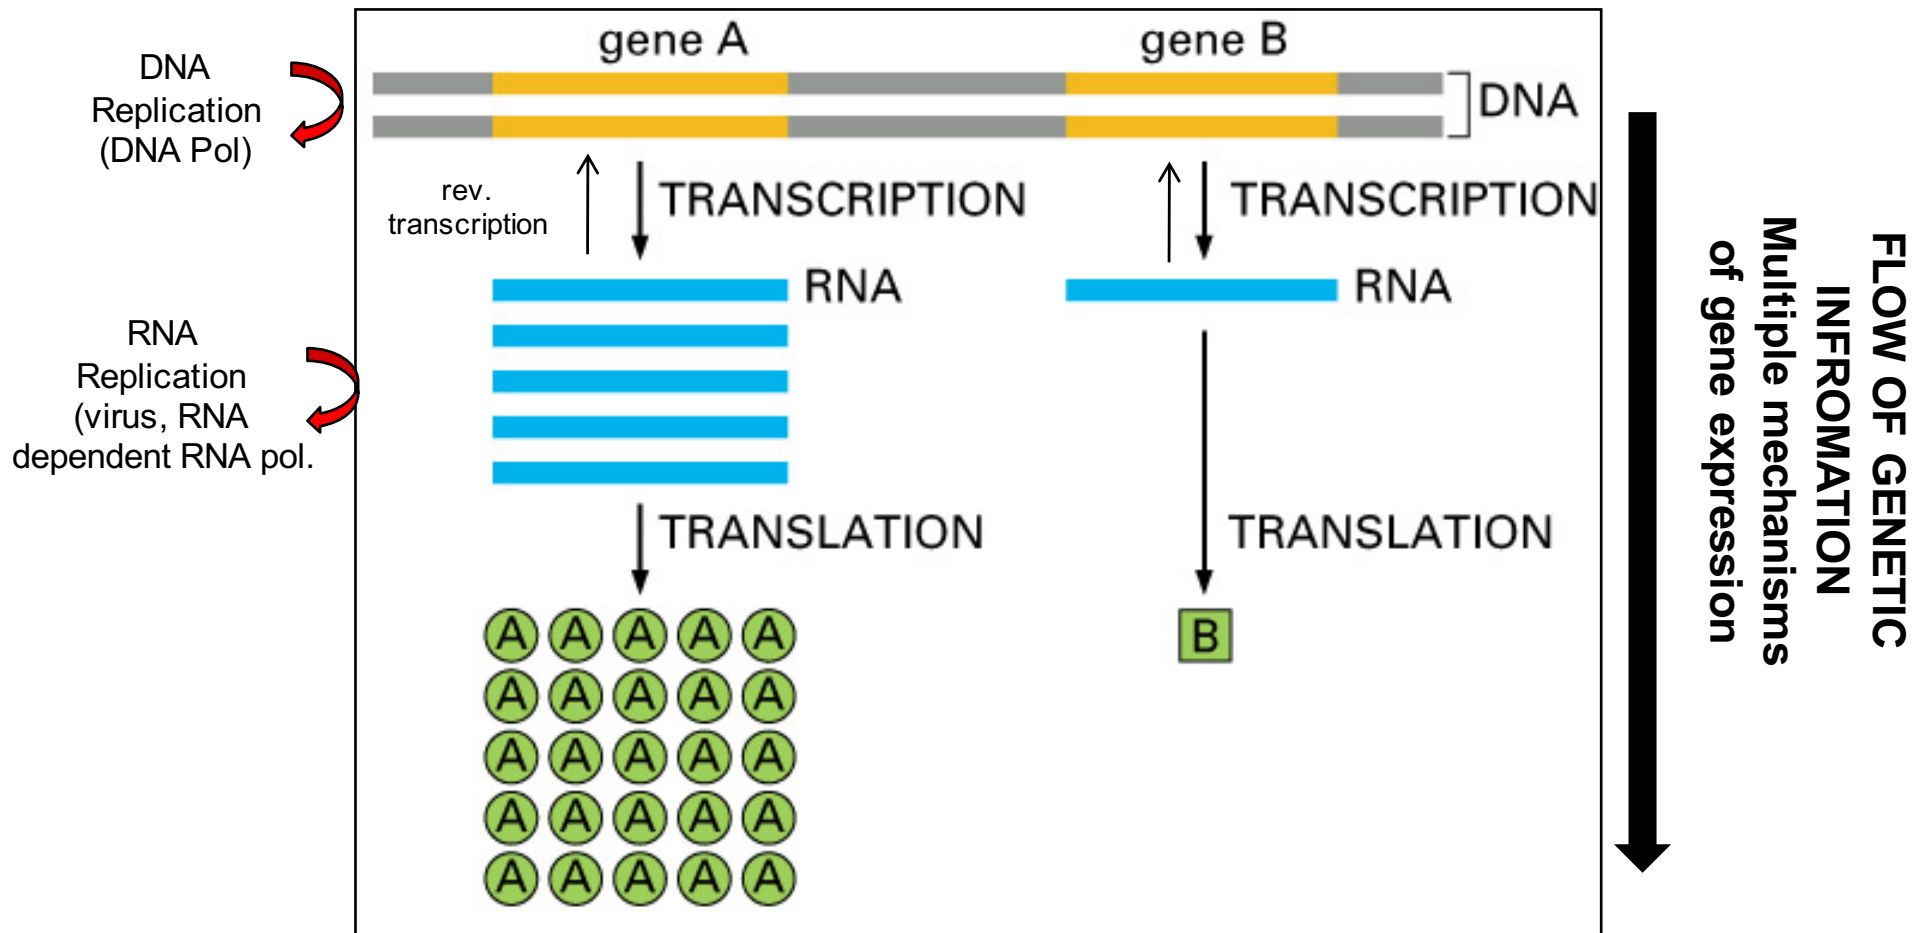 gene A
gene B
DNA
Replication
(DNA Pol)
DNA
rev.
transcription
TRANSCRIPTION
TRANSCRIPTION
RNA
RNA
RNA
Replication
(virus, RNA
dependent RNA pol.
TRANSLATION
TRANSLATION
A A A A A
B
A A A A A
A A A A A
A A A A A
A A A A A
FLOW OF GENETIC
INFROMATION
Multiple mechanisms
of gene expression